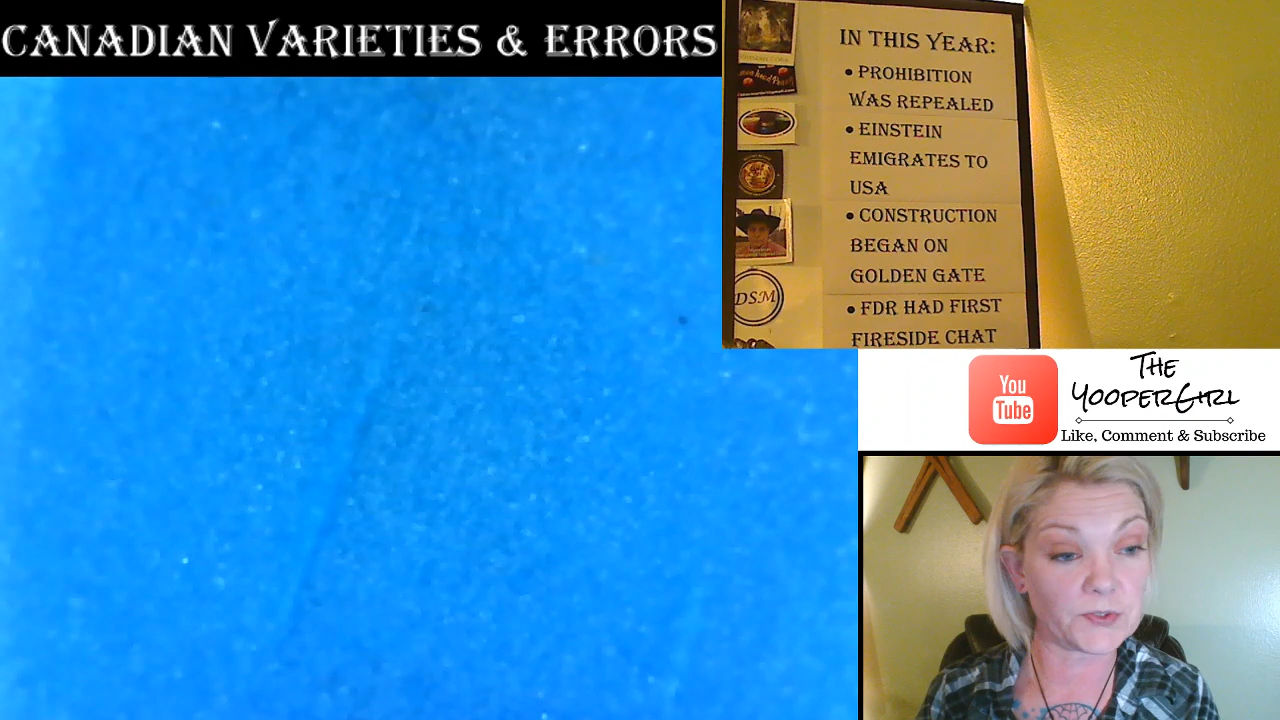 CANADIAN VARIETIES & ERRORS
IN THIS YEAR:
• PROHIBITION
WAS REPEALED
• EINSTEIN
EMIGRATES TO
USA
• CONSTRUCTION
BEGAN ON
GOLDEN GATE
• FDR HAD FIRST
FIRESIDE CHAT
DSM
You
Tube
THE
YOOPERGIRL
Like, Comment & Subscribe